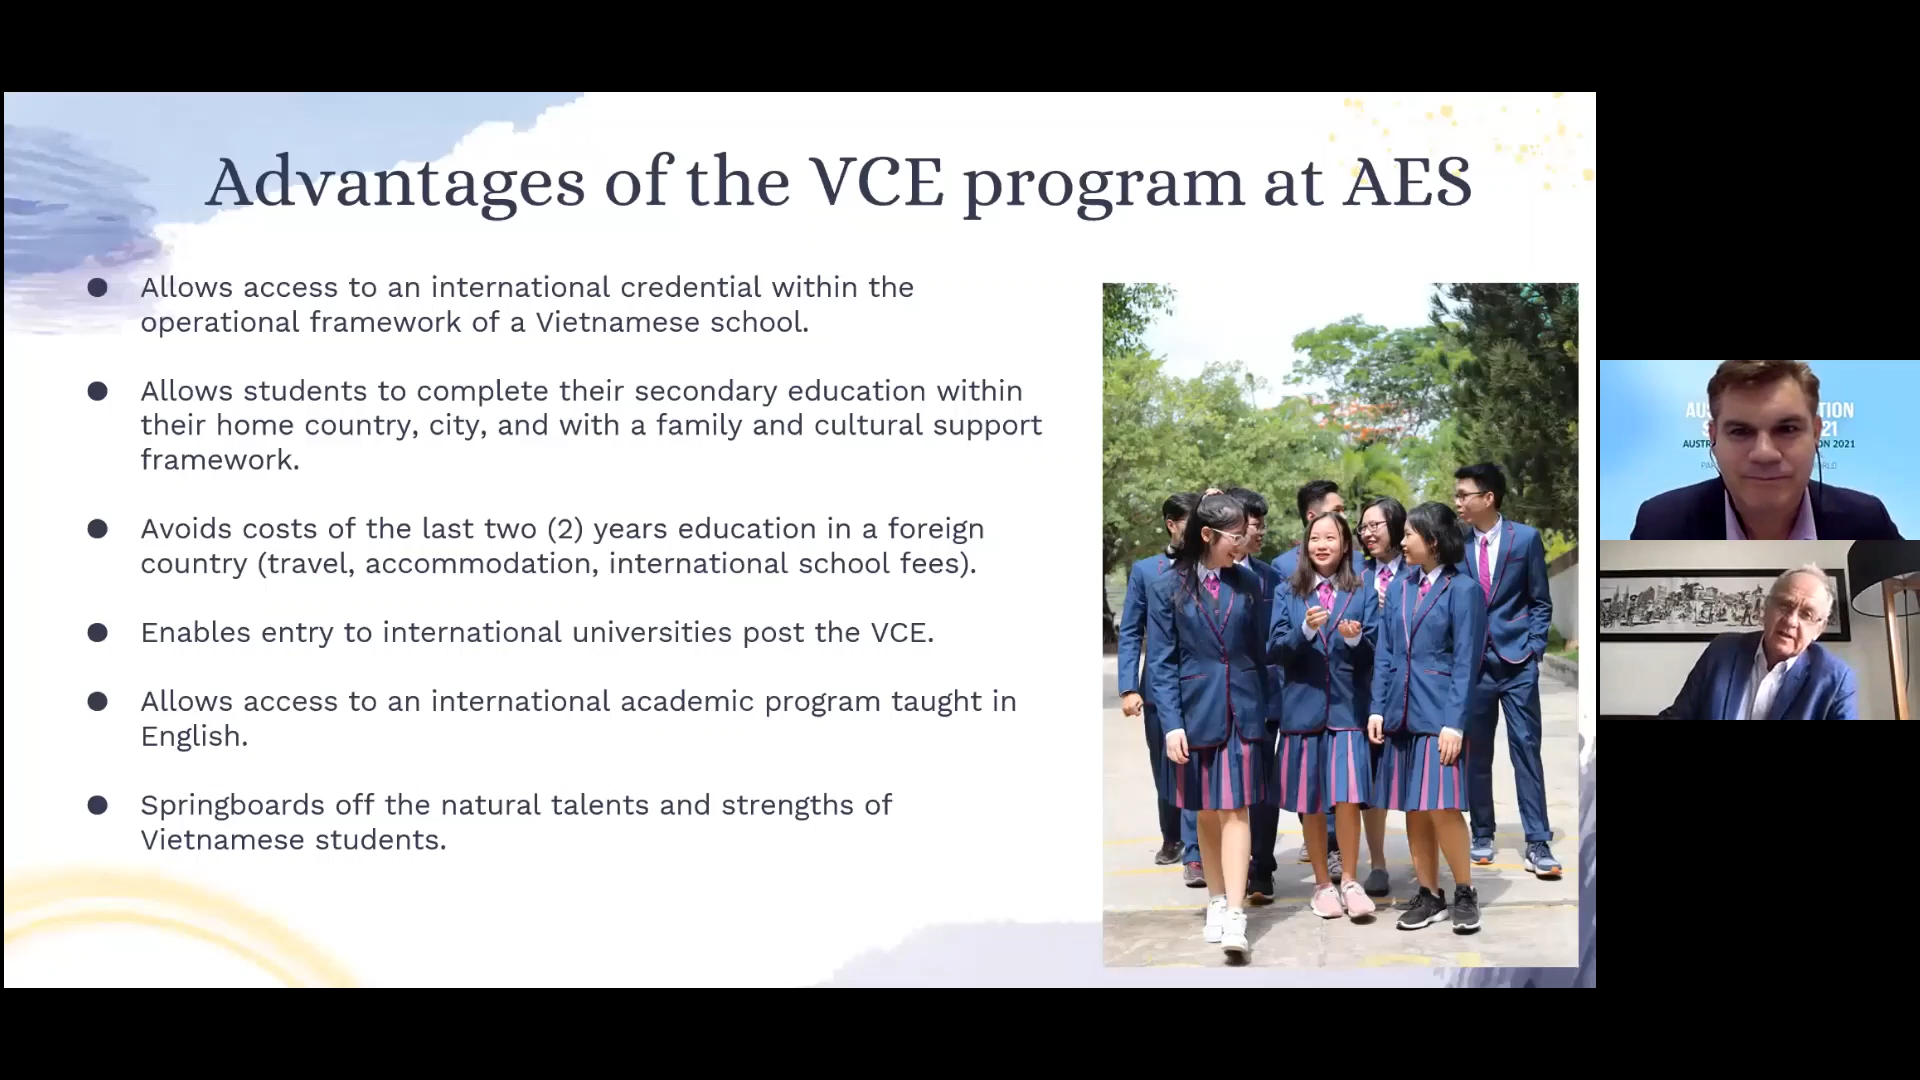 Advantages of the VCE program at AES
● Allows access to an international credential within the
operational framework of a Vietnamese school.
● Allows students to complete their secondary education within
their home country, city, and with a family and cultural support
framework.
● Avoids costs of the last two (2) years education in a foreign
country (travel, accommodation, international school fees).
● Enables entry to international universities post the VCE.
● Allows access to an international academic program taught in
English.
● Springboards off the natural talents and strengths of
Vietnamese students.
2021